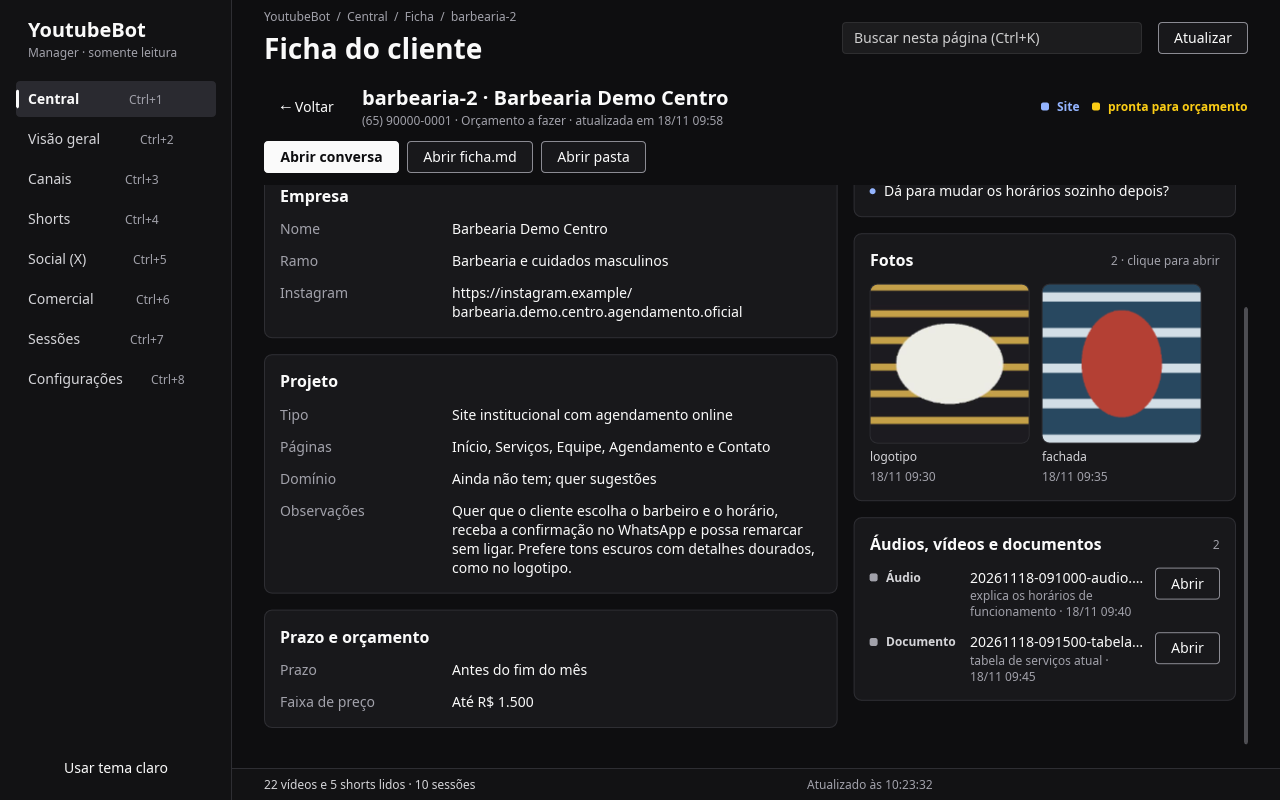 YoutubeBot
Manager · somente leitura
Central Ctrl+1
Visão geral Ctrl+2
Canais Ctrl+3
Shorts Ctrl+4
Social (X) Ctrl+5
Comercial Ctrl+6
Sessões Ctrl+7
Configurações Ctrl+8
Usar tema claro
YoutubeBot / Central / Ficha / barbearia-2
Ficha do cliente
Buscar nesta página (Ctrl+K)
Atualizar
← Voltar
barbearia-2 · Barbearia Demo Centro
(65) 90000-0001 · Orçamento a fazer · atualizada em 18/11 09:58
Site pronta para orçamento
Abrir conversa
Abrir ficha.md
Abrir pasta
Empresa
Nome Barbearia Demo Centro
Ramo Barbearia e cuidados masculinos
Instagram https://instagram.example/
barbearia.demo.centro.agendamento.oficial
Projeto
Tipo Site institucional com agendamento online
Páginas Início, Serviços, Equipe, Agendamento e Contato
Domínio Ainda não tem; quer sugestões
Observações Quer que o cliente escolha o barbeiro e o horário,
receba a confirmação no WhatsApp e possa remarcar
sem ligar. Prefere tons escuros com detalhes dourados,
como no logotipo.
Prazo e orçamento
Prazo Antes do fim do mês
Faixa de preço Até R$ 1.500
• Dá para mudar os horários sozinho depois?
Fotos 2 · clique para abrir
logotipo
18/11 09:30
fachada
18/11 09:35
Áudios, vídeos e documentos 2
Áudio 20261118-091000-audio.... Abrir
explica os horários de
funcionamento · 18/11 09:40
Documento 20261118-091500-tabela... Abrir
tabela de serviços atual ·
18/11 09:45
22 vídeos e 5 shorts lidos · 10 sessões
Atualizado às 10:23:32